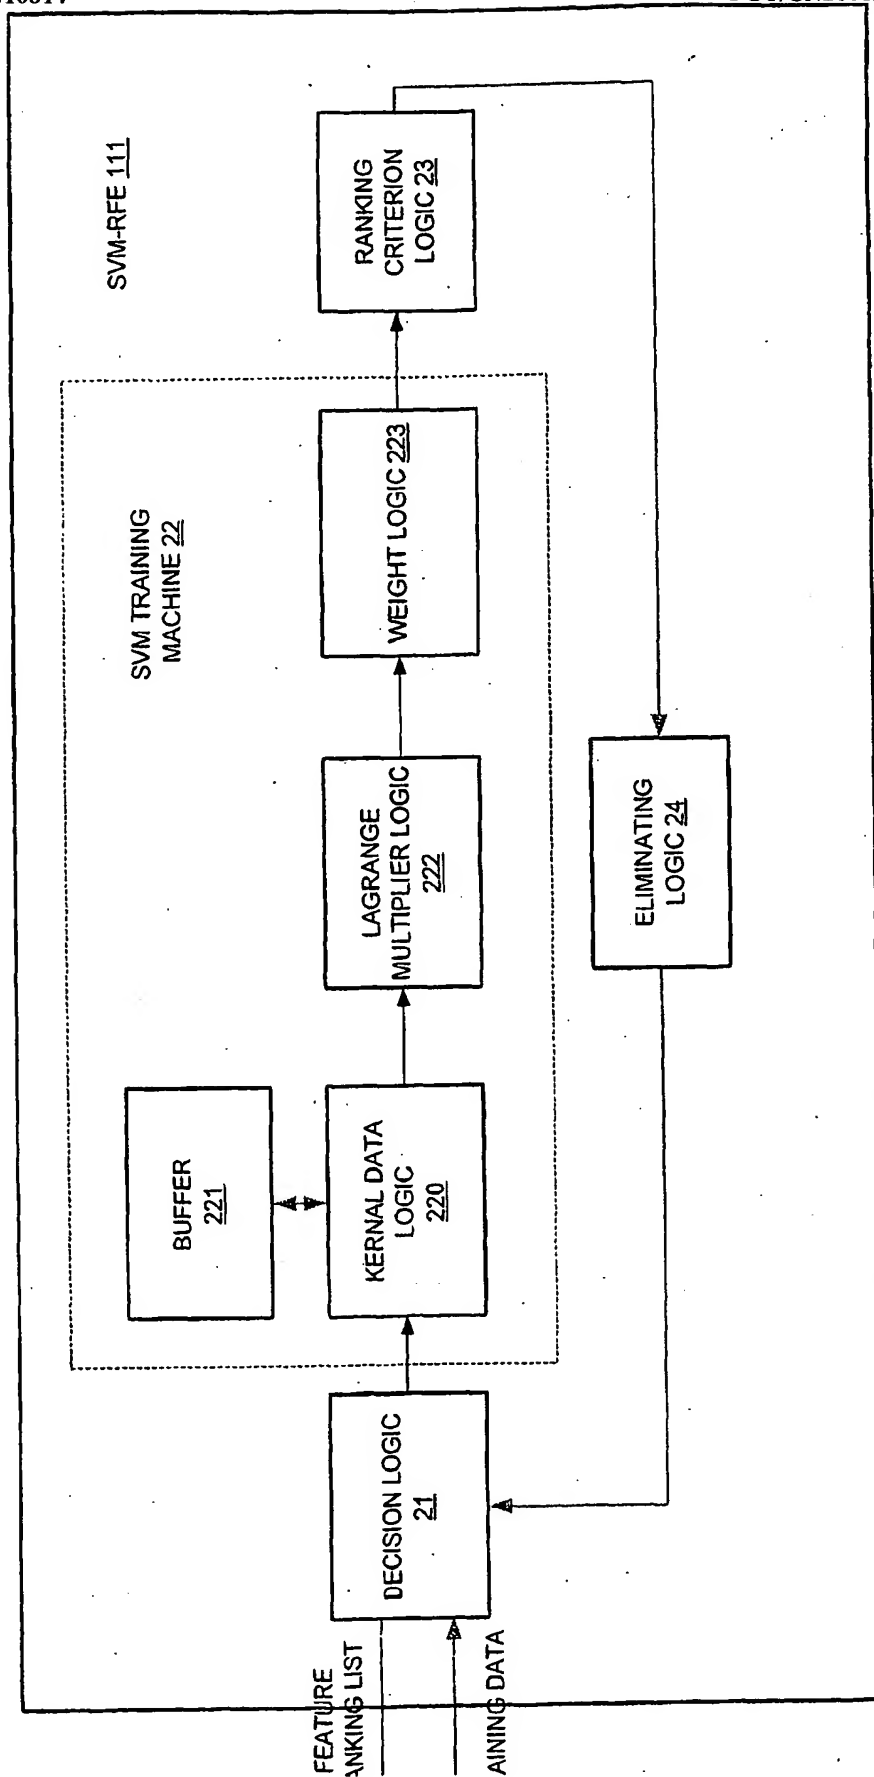 SVM-RFE 111
SVM TRAINING
MACHINE 22
BUFFER
221
FEATURE
ANKING LIST
AINING DATA
DECISION LOGIC
21
KERNAL DATA
LOGIC
220
LAGRANGE
MULTIPLIER LOGIC
222
WEIGHT LOGIC 223
RANKING
CRITERION
LOGIC 23
ELIMINATING
LOGIC 24